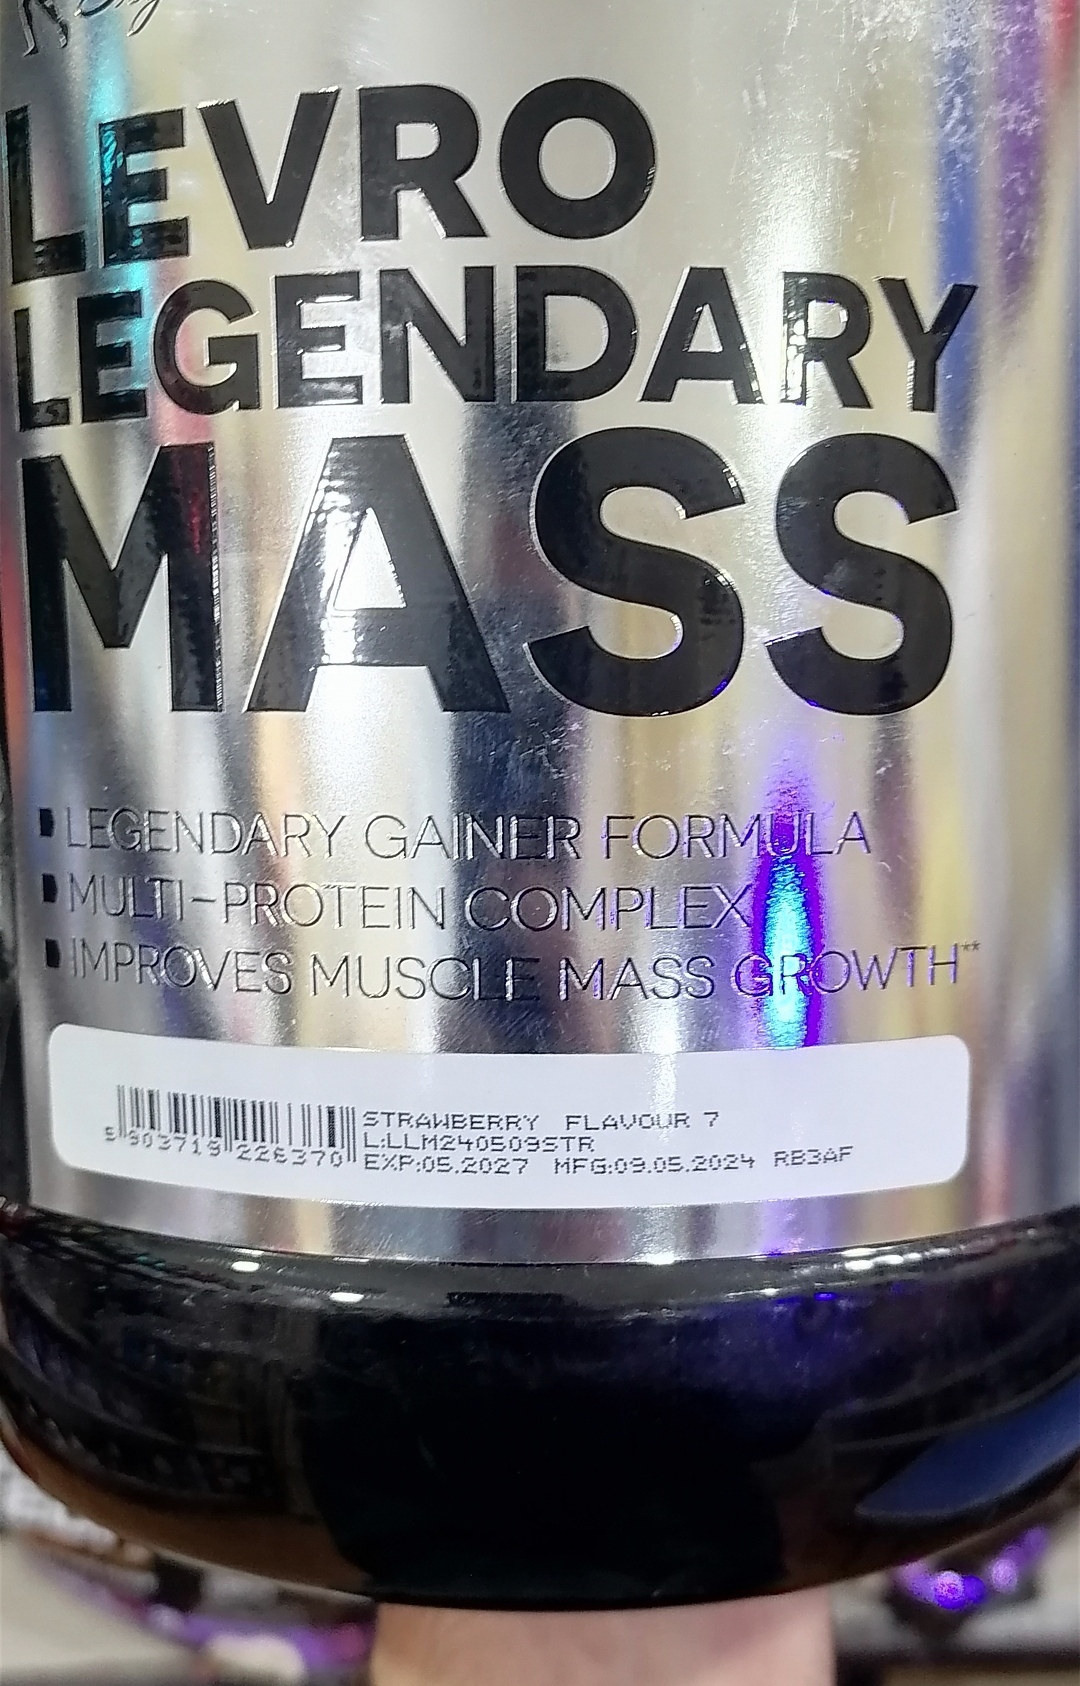 LEVRO
LEGENDARY
MASS
LEGENDARY GAINER FORMULA
MULTI-PROTEIN COMPLEX
IMPROVES MUSCLE MASS GROWTH**
5 903719 226370
STRAWBERRY FLAVOUR 7
L:LLM240509STR
EXP:05.2027 MFG:09.05.2024 RB3AF